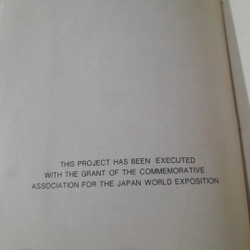 THIS PROJECT HAS BEEN EXECUTED
WITH THE GRANT OF THE COMMEMORATIVE
ASSOCIATION FOR THE JAPAN WORLD EXPOSITION